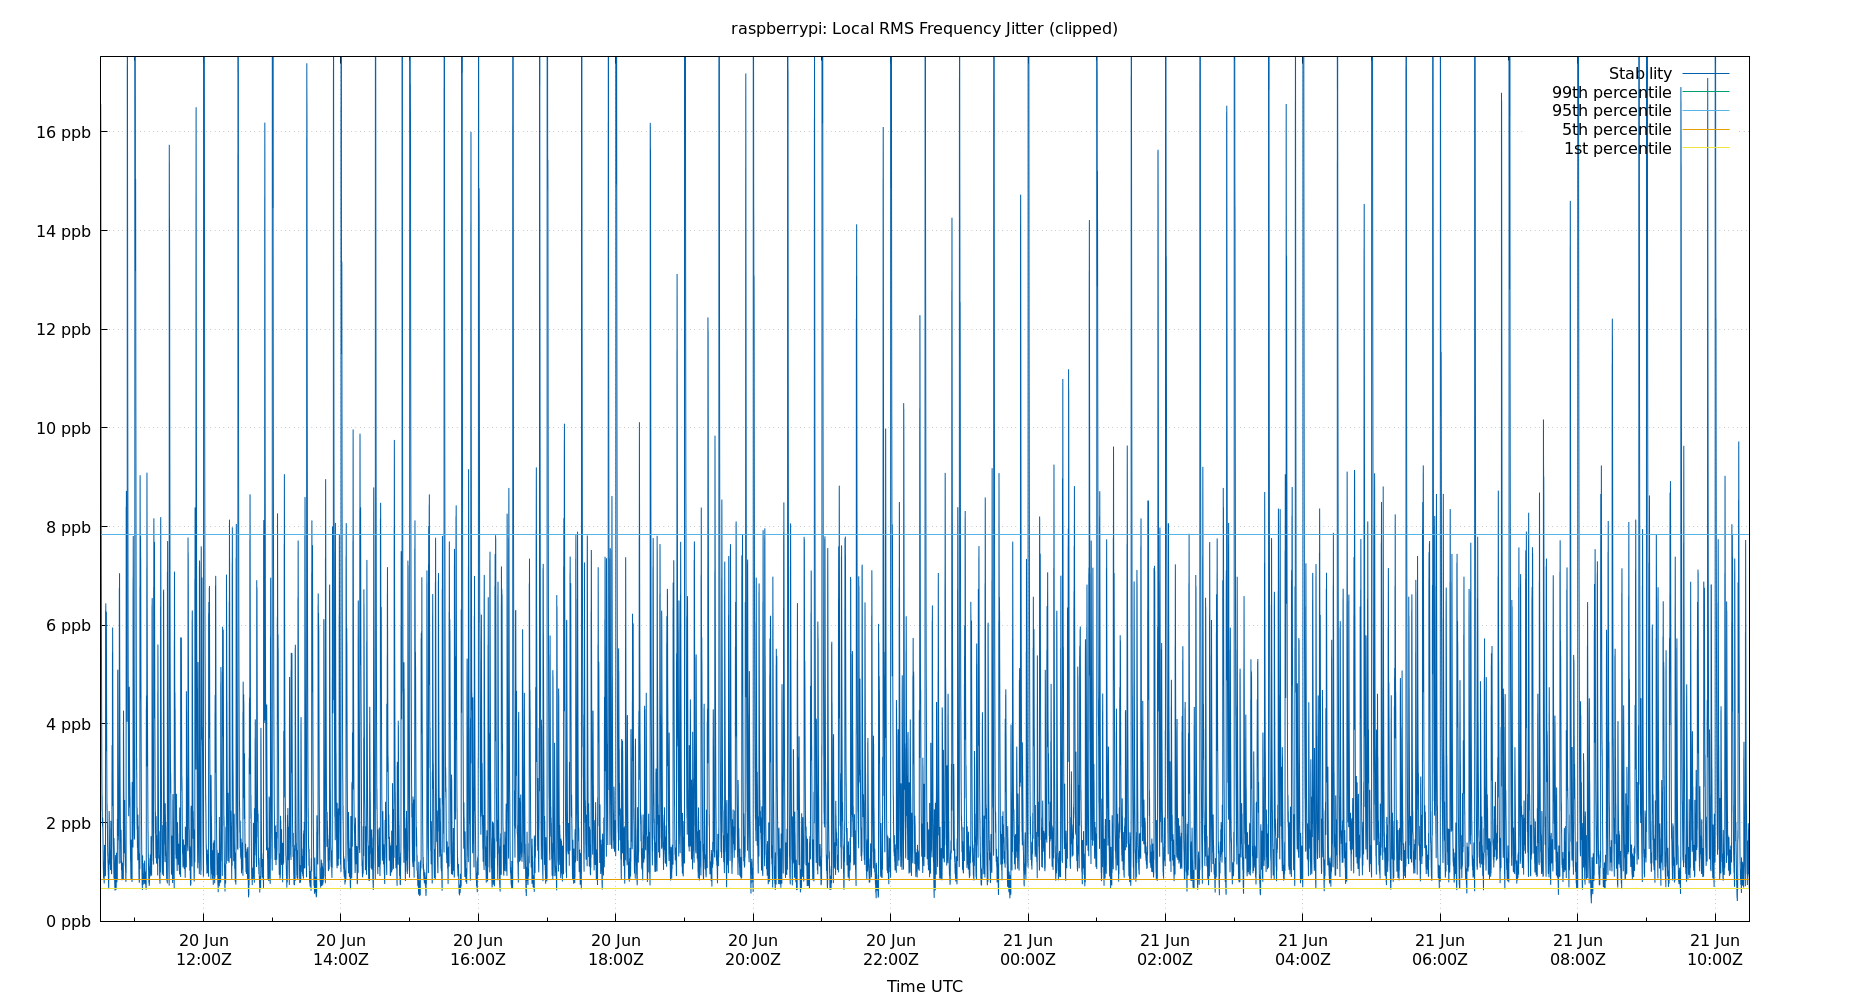 raspberrypi: Local RMS Frequency Jitter (clipped)
Stability
99th percentile
95th percentile
5th percentile
1st percentile
16 ppb
14 ppb
12 ppb
10 ppb
8 ppb
6 ppb
4 ppb
2 ppb
0 ppb
20 Jun 20 Jun 20 Jun 20 Jun 20 Jun 20 Jun 21 Jun 21 Jun 21 Jun 21 Jun 21 Jun 21 Jun
12:00Z 14:00Z 16:00Z 18:00Z 20:00Z 22:00Z 00:00Z 02:00Z 04:00Z 06:00Z 08:00Z 10:00Z
Time UTC